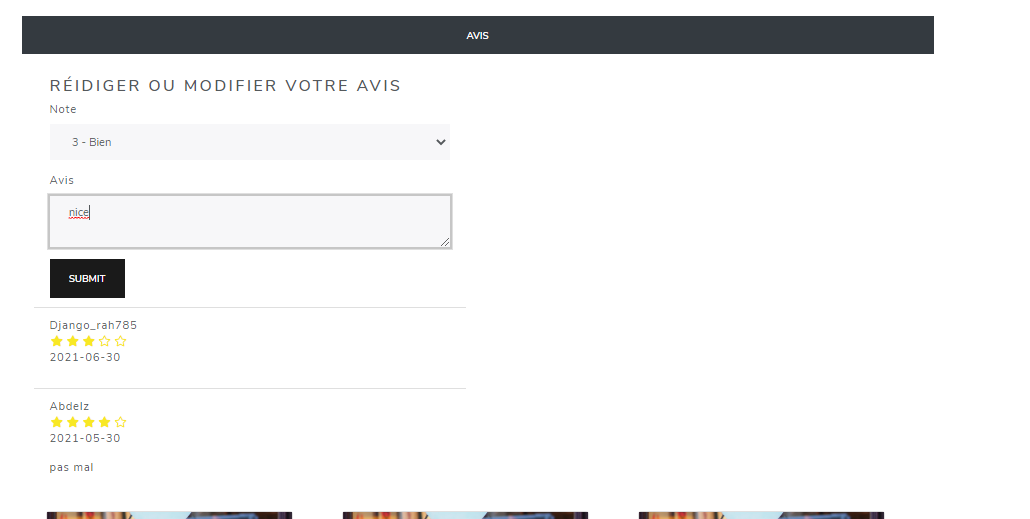 AVIS
RÉIDIGER OU MODIFIER VOTRE AVIS
Note
3 - Bien
Avis
nice
SUBMIT
Django_rah785
2021-06-30
Abdelz
2021-05-30
pas mal